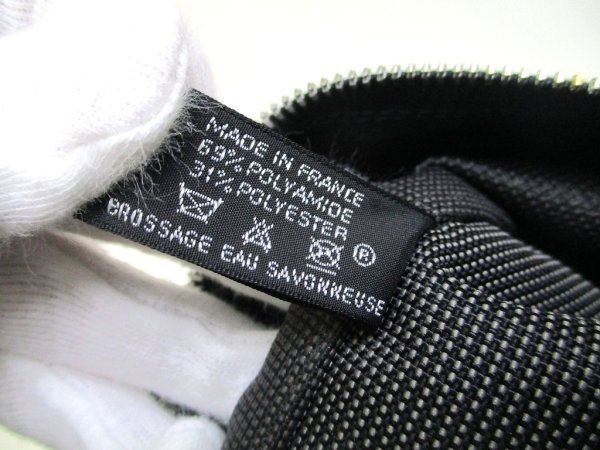 MADE IN FRANCE
69% POLYAMIDE
31% POLYESTER
®
BROSSAGE EAU SAVONNEUSE